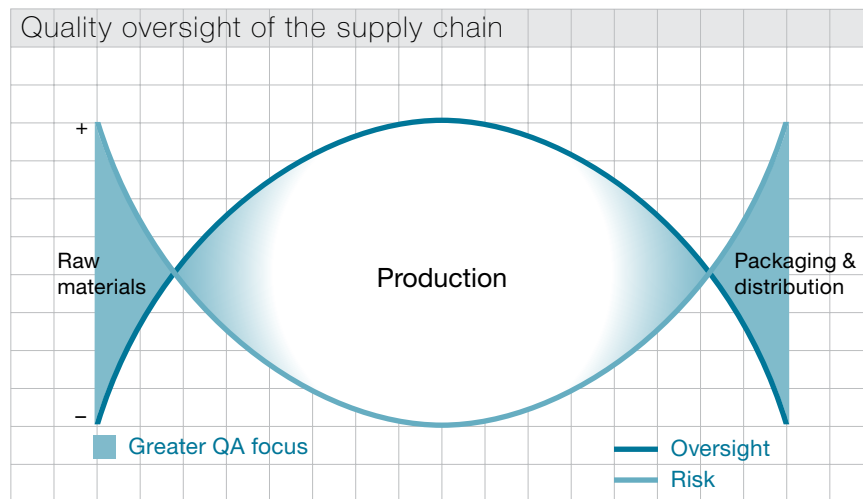 Quality oversight of the supply chain
+
Raw
materials
Production
Packaging &
distribution
–
Greater QA focus
Oversight
Risk